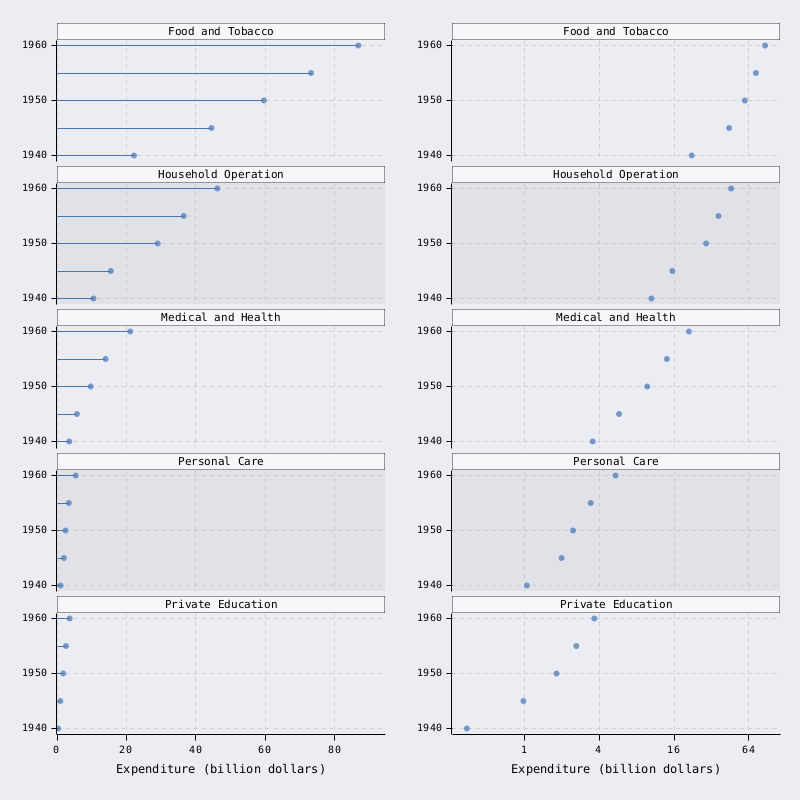 Food and Tobacco
1960
1950
1940
Household Operation
1960
1950
1940
Medical and Health
1960
1950
1940
Personal Care
1960
1950
1940
Private Education
1960
1950
1940
0 20 40 60 80
Expenditure (billion dollars)
Food and Tobacco
1960
1950
1940
Household Operation
1960
1950
1940
Medical and Health
1960
1950
1940
Personal Care
1960
1950
1940
Private Education
1960
1950
1940
1 4 16 64
Expenditure (billion dollars)